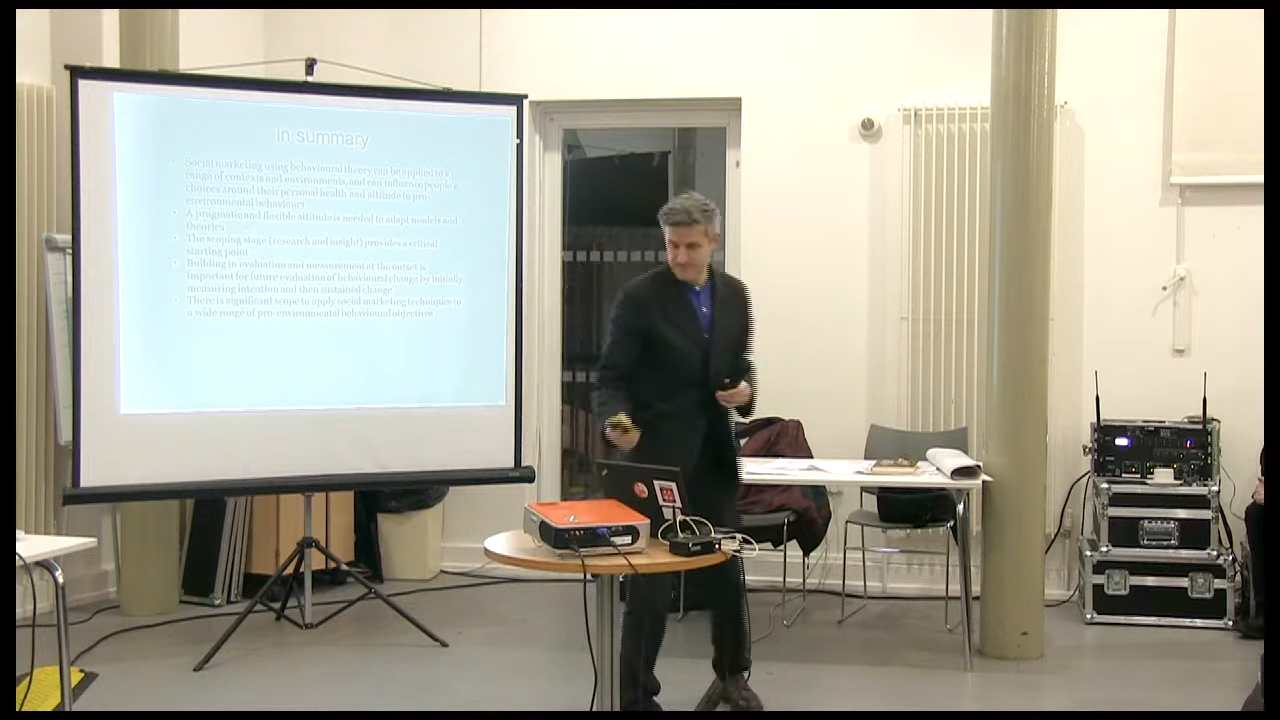 In summary
Social marketing using behavioural theory can be applied to a
range of contexts and environments, and can influence people's
choices around their personal health and attitude to pro-
environmental behaviours
A pragmatic and flexible attitude is needed to adapt models and
theories
The scoping stage (research and insight) provides a critical
starting point
Building in evaluation and measurement at the outset is
important for future evaluation of behavioural change by initially
measuring intention and then sustained change
There is significant scope to apply social marketing techniques to
a wide range of pro-environmental behavioural objectives